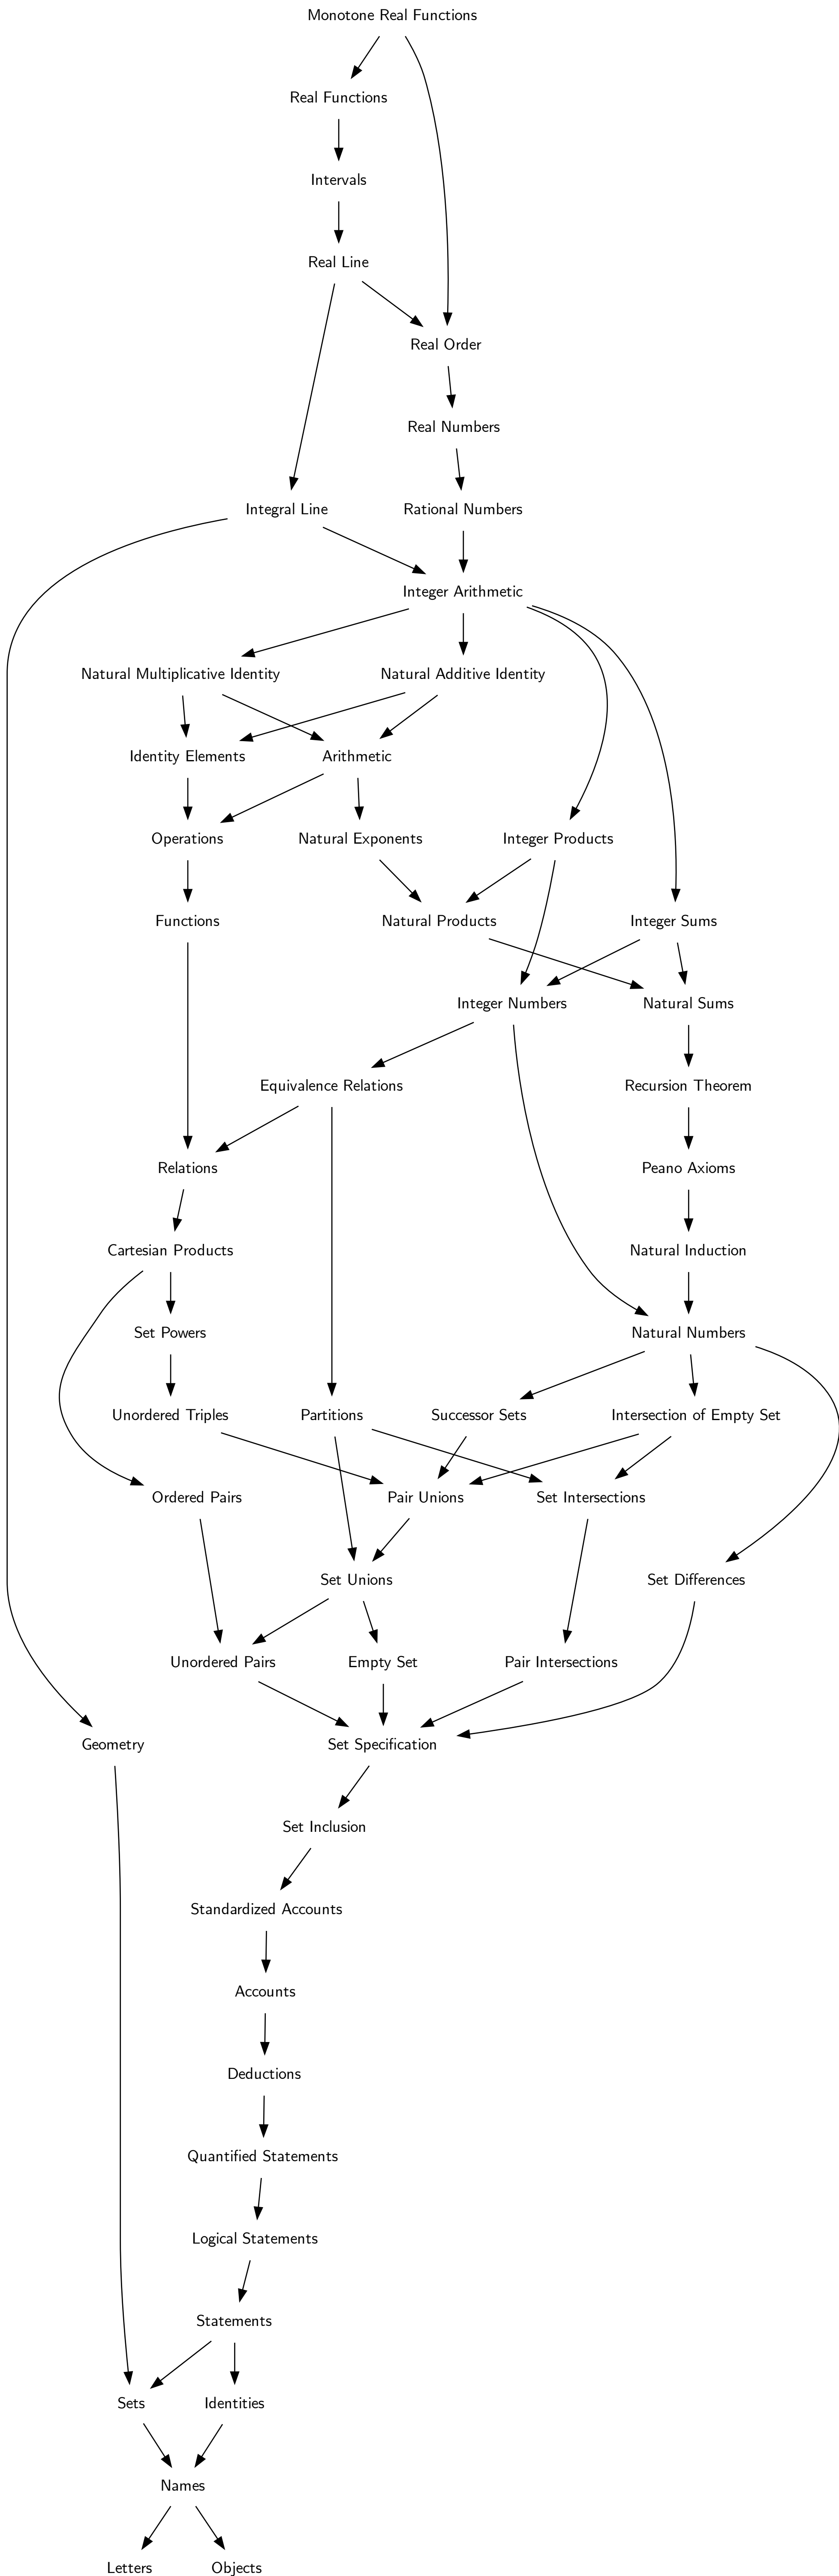 Monotone Real Functions
Real Functions
Intervals
Real Line
Real Order
Real Numbers
Integral Line
Rational Numbers
Integer Arithmetic
Natural Multiplicative Identity
Natural Additive Identity
Identity Elements
Arithmetic
Operations
Natural Exponents
Integer Products
Functions
Natural Products
Integer Sums
Integer Numbers
Natural Sums
Equivalence Relations
Recursion Theorem
Relations
Peano Axioms
Cartesian Products
Natural Induction
Set Powers
Natural Numbers
Unordered Triples
Partitions
Successor Sets
Intersection of Empty Set
Ordered Pairs
Pair Unions
Set Intersections
Set Unions
Set Differences
Unordered Pairs
Empty Set
Pair Intersections
Geometry
Set Specification
Set Inclusion
Standardized Accounts
Accounts
Deductions
Quantified Statements
Logical Statements
Statements
Sets
Identities
Names
Letters
Objects